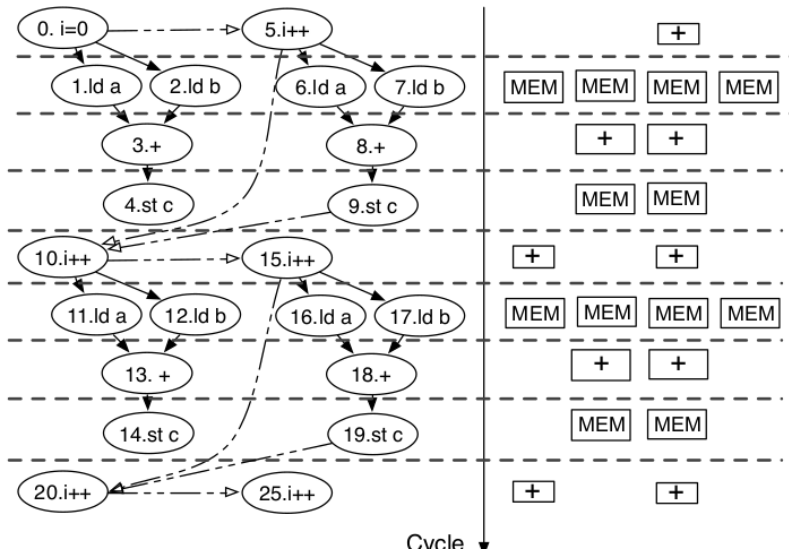 0. i=0 5.i++ +
1.ld a 2.ld b 6.ld a 7.ld b MEM MEM MEM MEM
3.+ 8.+ + +
4.st c 9.st c MEM MEM
10.i++ 15.i++ + +
11.ld a 12.ld b 16.ld a 17.ld b MEM MEM MEM MEM
13. + 18.+ + +
14.st c 19.st c MEM MEM
20.i++ 25.i++ + +
Cycle